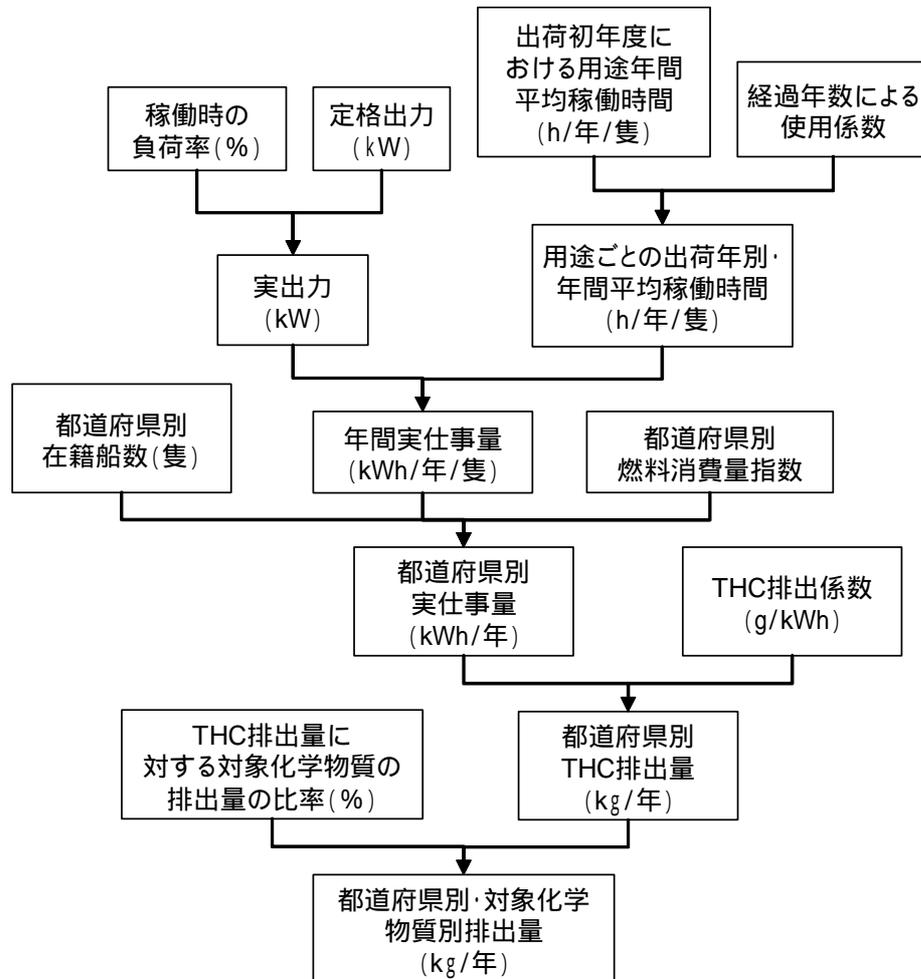 稼働時の
負荷率(%)
定格出力
(kW)
出荷初年度に
おける用途年間
平均稼働時間
(h/年/隻)
経過年数による
使用係数
実出力
(kW)
用途ごとの出荷年別・
年間平均稼働時間
(h/年/隻)
都道府県別
在籍船数(隻)
年間実仕事量
(kWh/年/隻)
都道府県別
燃料消費量指数
都道府県別
実仕事量
(kWh/年)
THC排出係数
(g/kWh)
THC排出量に
対する対象化学物質の
排出量の比率(%)
都道府県別
THC排出量
(kg/年)
都道府県別・対象化学
物質別排出量
(kg/年)